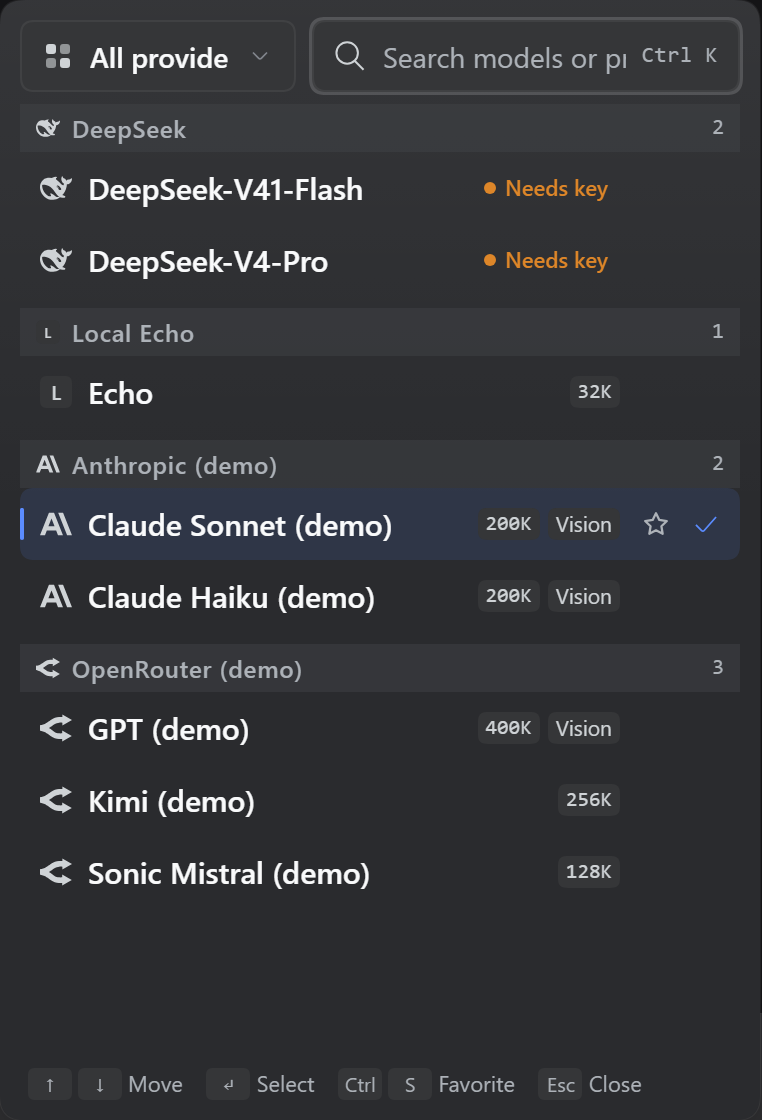 All provide Search models or pr Ctrl K
DeepSeek 2
DeepSeek-V41-Flash Needs key
DeepSeek-V4-Pro Needs key
L Local Echo 1
L Echo 32K
Anthropic (demo) 2
Claude Sonnet (demo) 200K Vision
Claude Haiku (demo) 200K Vision
OpenRouter (demo) 3
GPT (demo) 400K Vision
Kimi (demo) 256K
Sonic Mistral (demo) 128K
↑ ↓ Move ↵ Select Ctrl S Favorite Esc Close